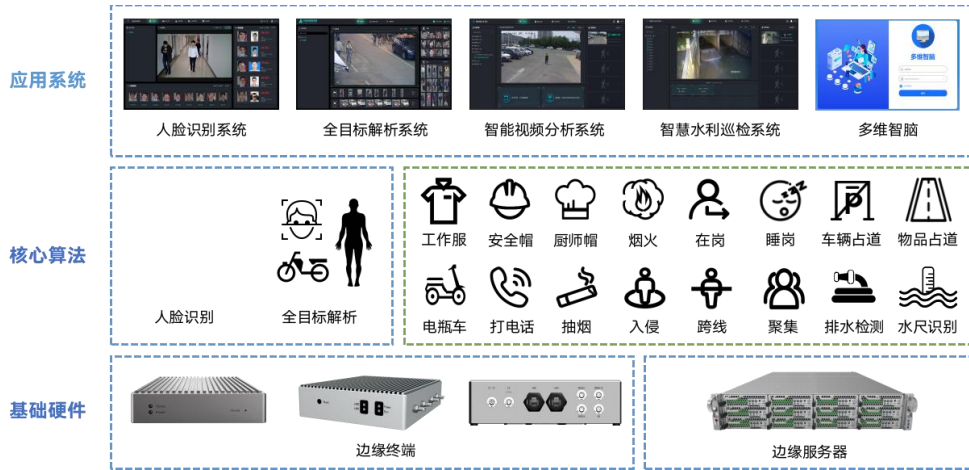 应用系统
多维智脑
人脸识别系统
全目标解析系统
智能视频分析系统
智慧水利巡检系统
多维智脑
核心算法
人脸识别
全目标解析
工作服
安全帽
厨师帽
烟火
在岗
睡岗
车辆占道
物品占道
电瓶车
打电话
抽烟
入侵
跨线
聚集
排水检测
水尺识别
基础硬件
边缘终端
边缘服务器